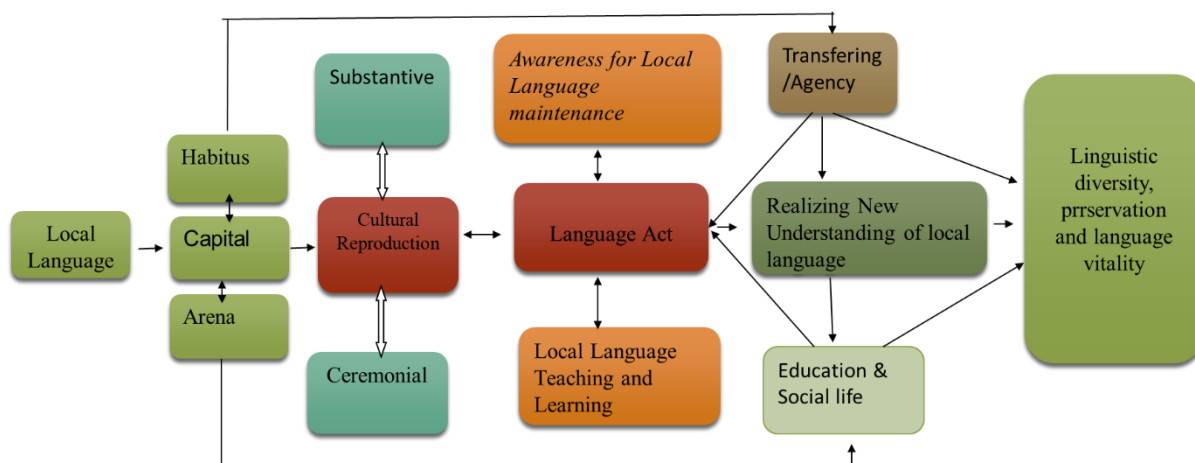 Local
Language
Habitus
Capital
Arena
Substantive
Cultural
Reproduction
Ceremonial
Awareness for Local
Language
maintenance
Language Act
Local Language
Teaching and
Learning
Transfering
/Agency
Realizing New
Understanding of local
language
Education &
Social life
Linguistic
diversity,
prrservation
and language
vitality